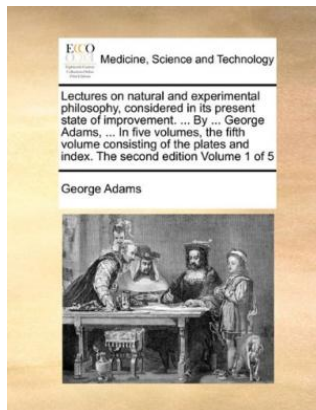 ECCO
Medicine, Science and Technology
Lectures on natural and experimental
philosophy, considered in its present
state of improvement. ... By ... George
Adams, ... In five volumes, the fifth
volume consisting of the plates and
index. The second edition Volume 1 of 5
George Adams